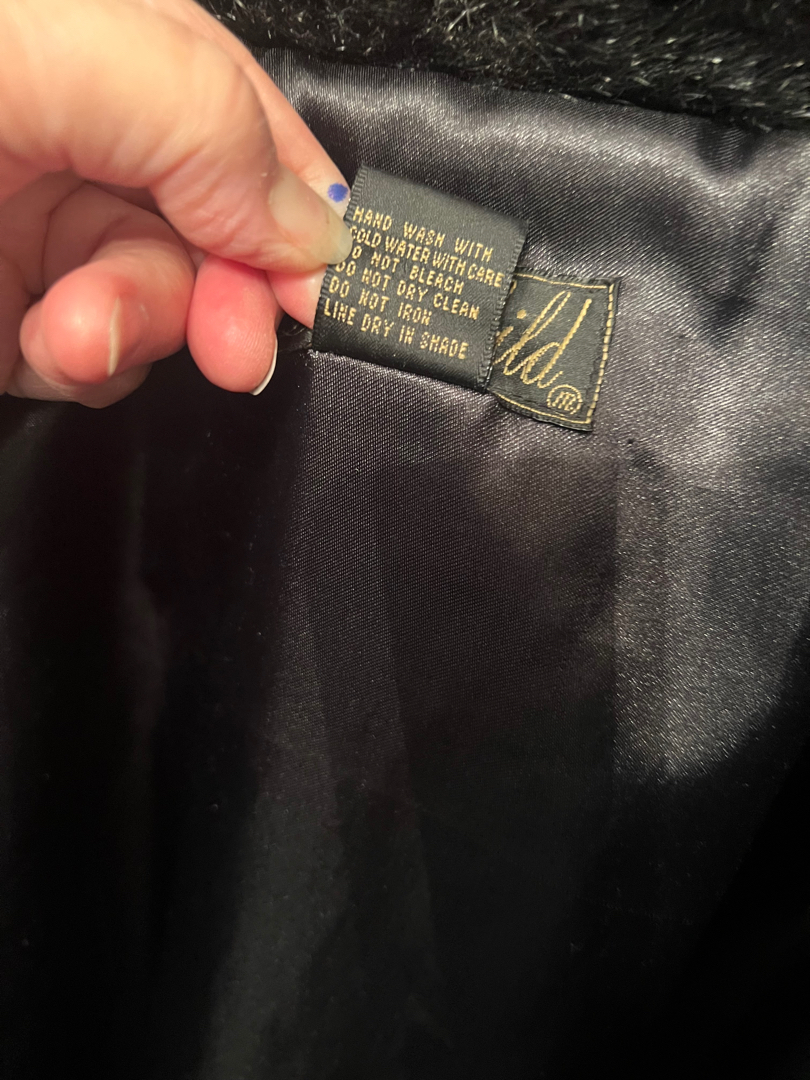 HAND WASH WITH
COLD WATER WITH CARE
DO NOT BLEACH
DO NOT DRY CLEAN
DO NOT IRON
LINE DRY IN SHADE
ild
m